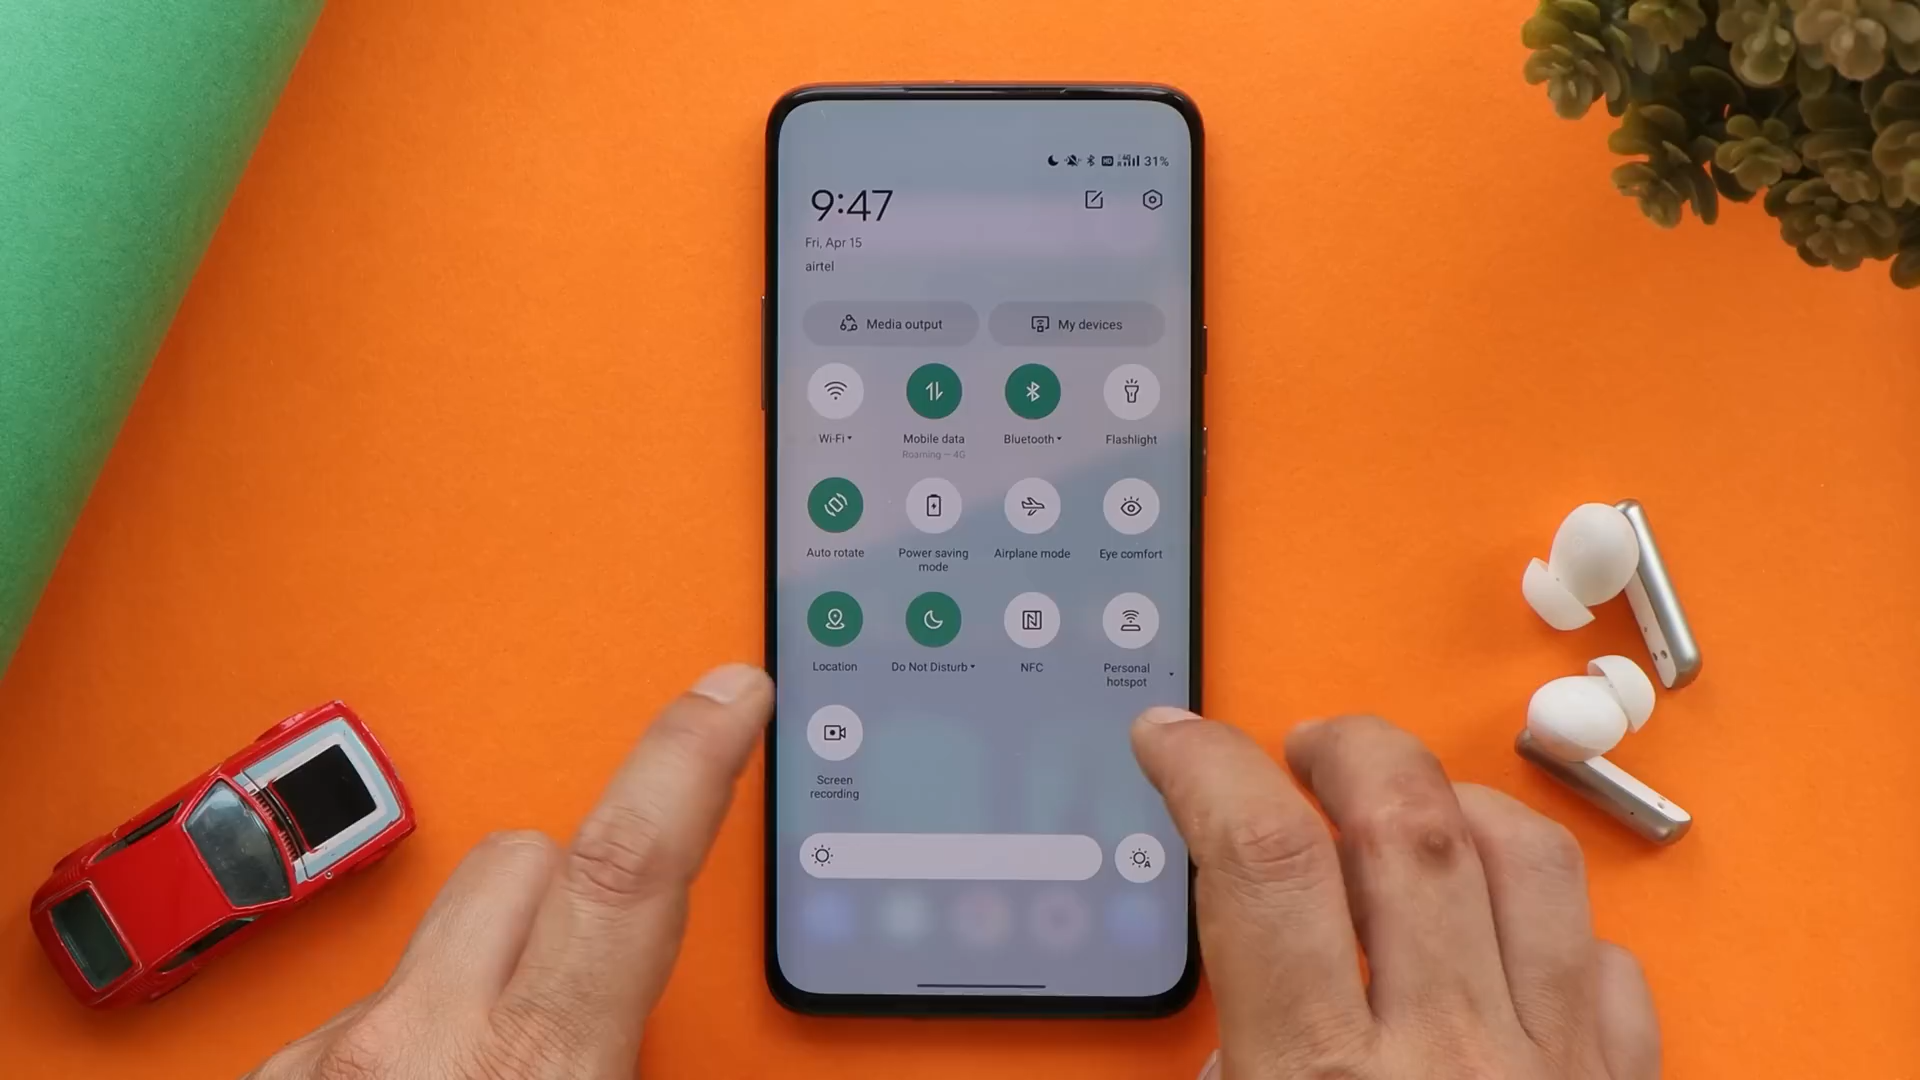 31%
9:47
Fri, Apr 15
airtel
Media output
My devices
Wi-Fi
Mobile data
Roaming – 4G
Bluetooth
Flashlight
Auto rotate
Power saving
mode
Airplane mode
Eye comfort
Location
Do Not Disturb
NFC
Personal
hotspot
Screen
recording